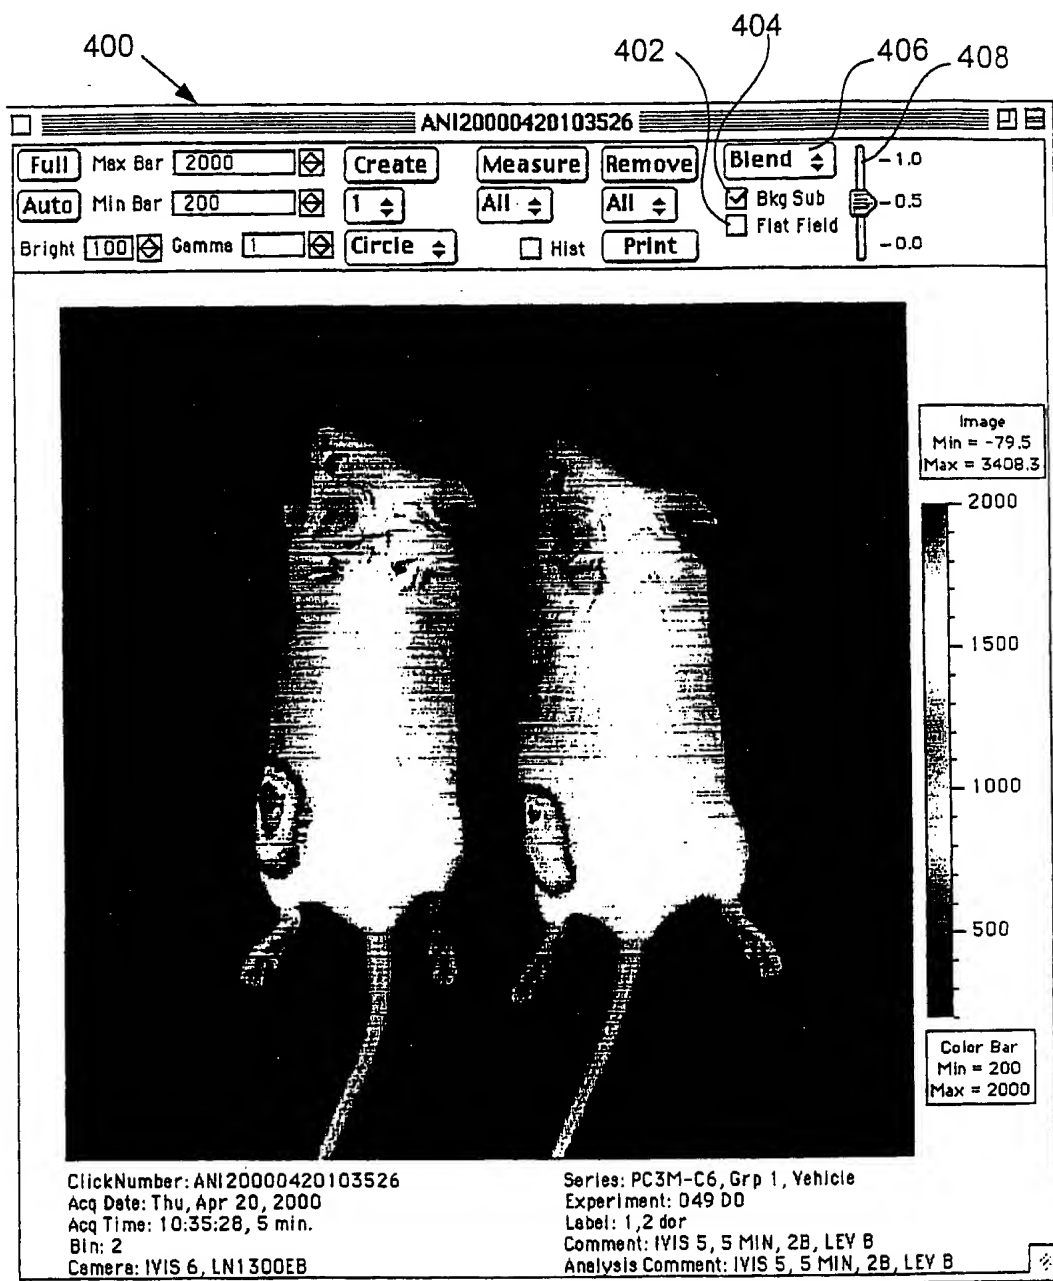 400
402
404
406
408
ANI20000420103526
Full Max Bar 2000 Create Measure Remove Blend
Auto Min Bar 200 1 All All Bkg Sub
Flat Field
Bright 100 Gamma 1 Circle Hist Print
1.0
0.5
0.0
Image
Min = -79.5
Max = 3408.3
2000
1500
1000
500
Color Bar
Min = 200
Max = 2000
ClickNumber: ANI20000420103526
Acq Date: Thu, Apr 20, 2000
Acq Time: 10:35:28, 5 min.
Bin: 2
Camera: IVIS 6, LN1300EB
Series: PC3M-C6, Grp 1, Vehicle
Experiment: 049 D0
Label: 1,2 dor
Comment: IVIS 5, 5 MIN, 2B, LEV B
Analysis Comment: IVIS 5, 5 MIN, 2B, LEV B